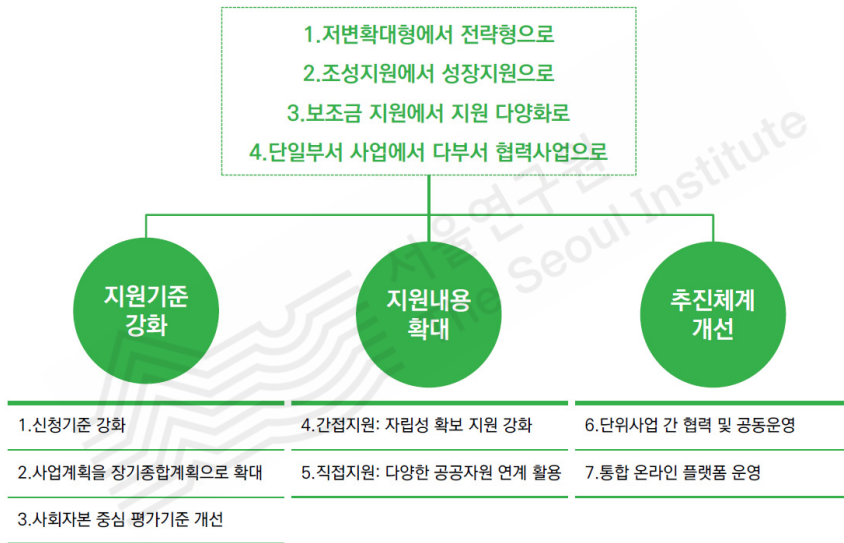 1.저변확대형에서 전략형으로
2.조성지원에서 성장지원으로
3.보조금 지원에서 지원 다양화로
4.단일부서 사업에서 다부서 협력사업으로
지원기준
강화
지원내용
확대
추진체계
개선
1.신청기준 강화
2.사업계획을 장기종합계획으로 확대
3.사회자본 중심 평가기준 개선
4.간접지원: 자립성 확보 지원 강화
5.직접지원: 다양한 공공자원 연계 활용
6.단위사업 간 협력 및 공동운영
7.통합 온라인 플랫폼 운영
서울연구원
The Seoul Institute